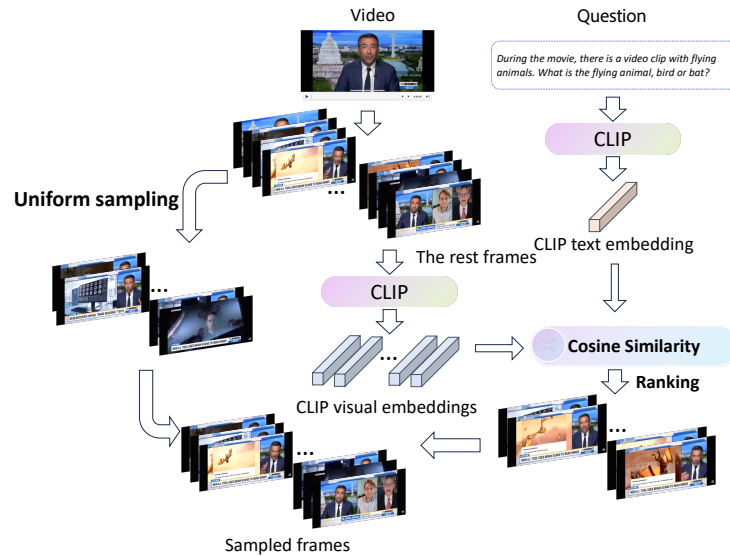 Video
Question
During the movie, there is a video clip with flying
animals. What is the flying animal, bird or bat?
CLIP
Uniform sampling
...
...
The rest frames
CLIP text embedding
CLIP
...
Cosine Similarity
CLIP visual embeddings
Ranking
...
...
Sampled frames